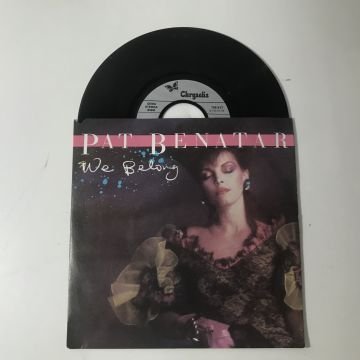 Chrysalis
PAT BENATAR
We Belong